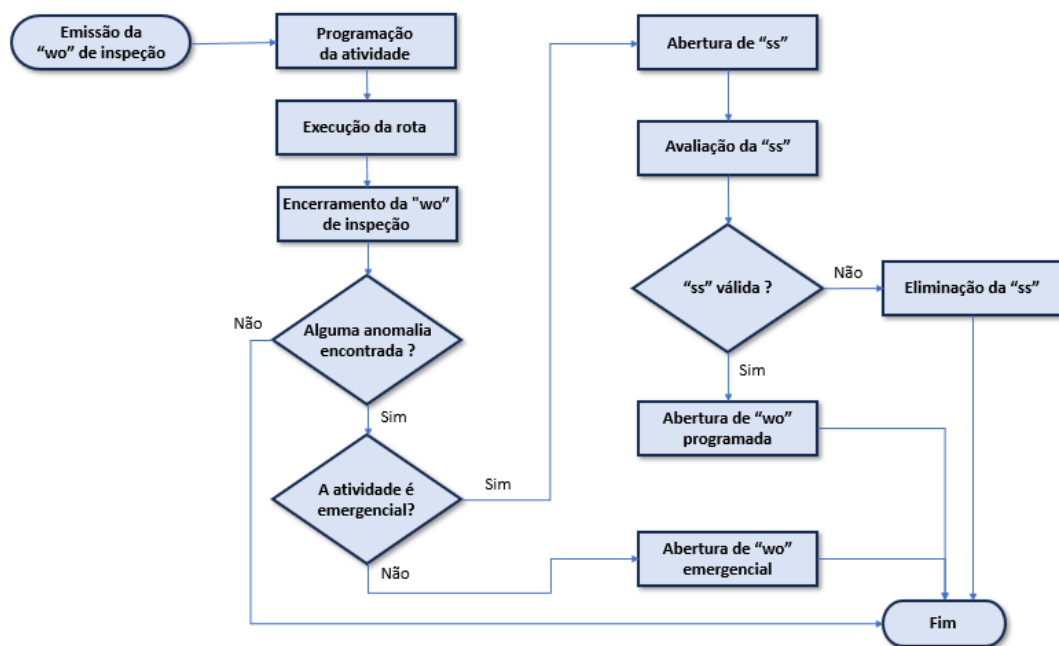 Emissão da
“wo” de inspeção
Programação
da atividade
Execução da rota
Encerramento da "wo”
de inspeção
Alguma anomalia
encontrada ?
Não
Sim
A atividade é
emergencial?
Sim
Não
Abertura de “ss”
Avaliação da “ss”
“ss” válida ?
Não
Eliminação da “ss”
Sim
Abertura de “wo”
programada
Abertura de “wo”
emergencial
Fim